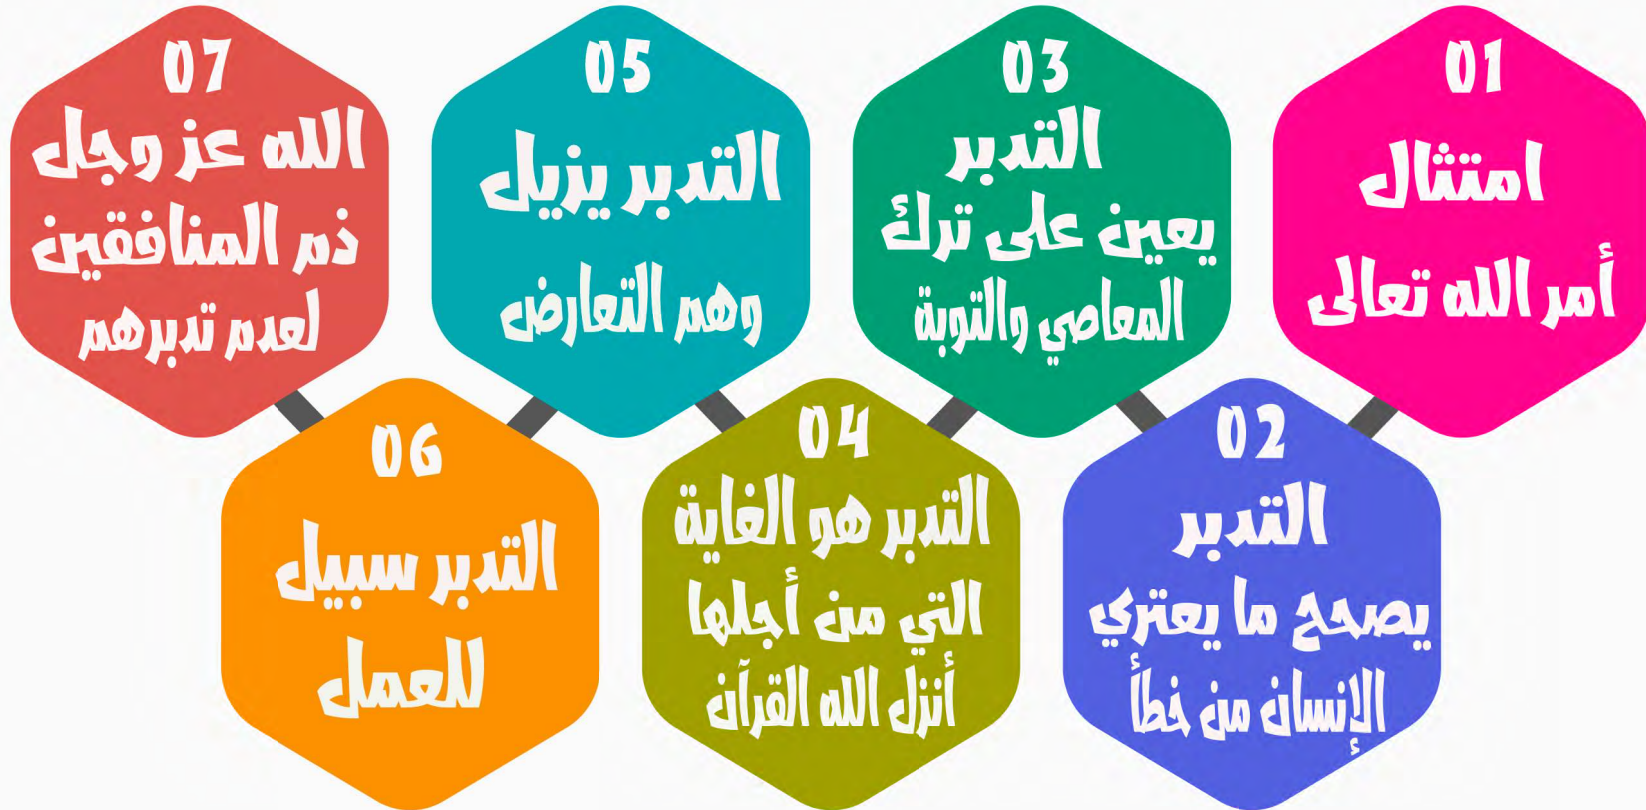 01
امتثال
أمر الله تعالى
02
التدبر
يصحح ما يعتري
الإنسان من خطأ
03
التدبر
يعين على ترك
المعاصي والتوبة
04
التدبر هو الغاية
التي من أجلها
أنزل الله القرآن
05
التدبر يزيل
وهم التعارض
06
التدبر سبيل
للعمل
07
الله عز وجل
ذم المنافقين
لعدم تدبرهم